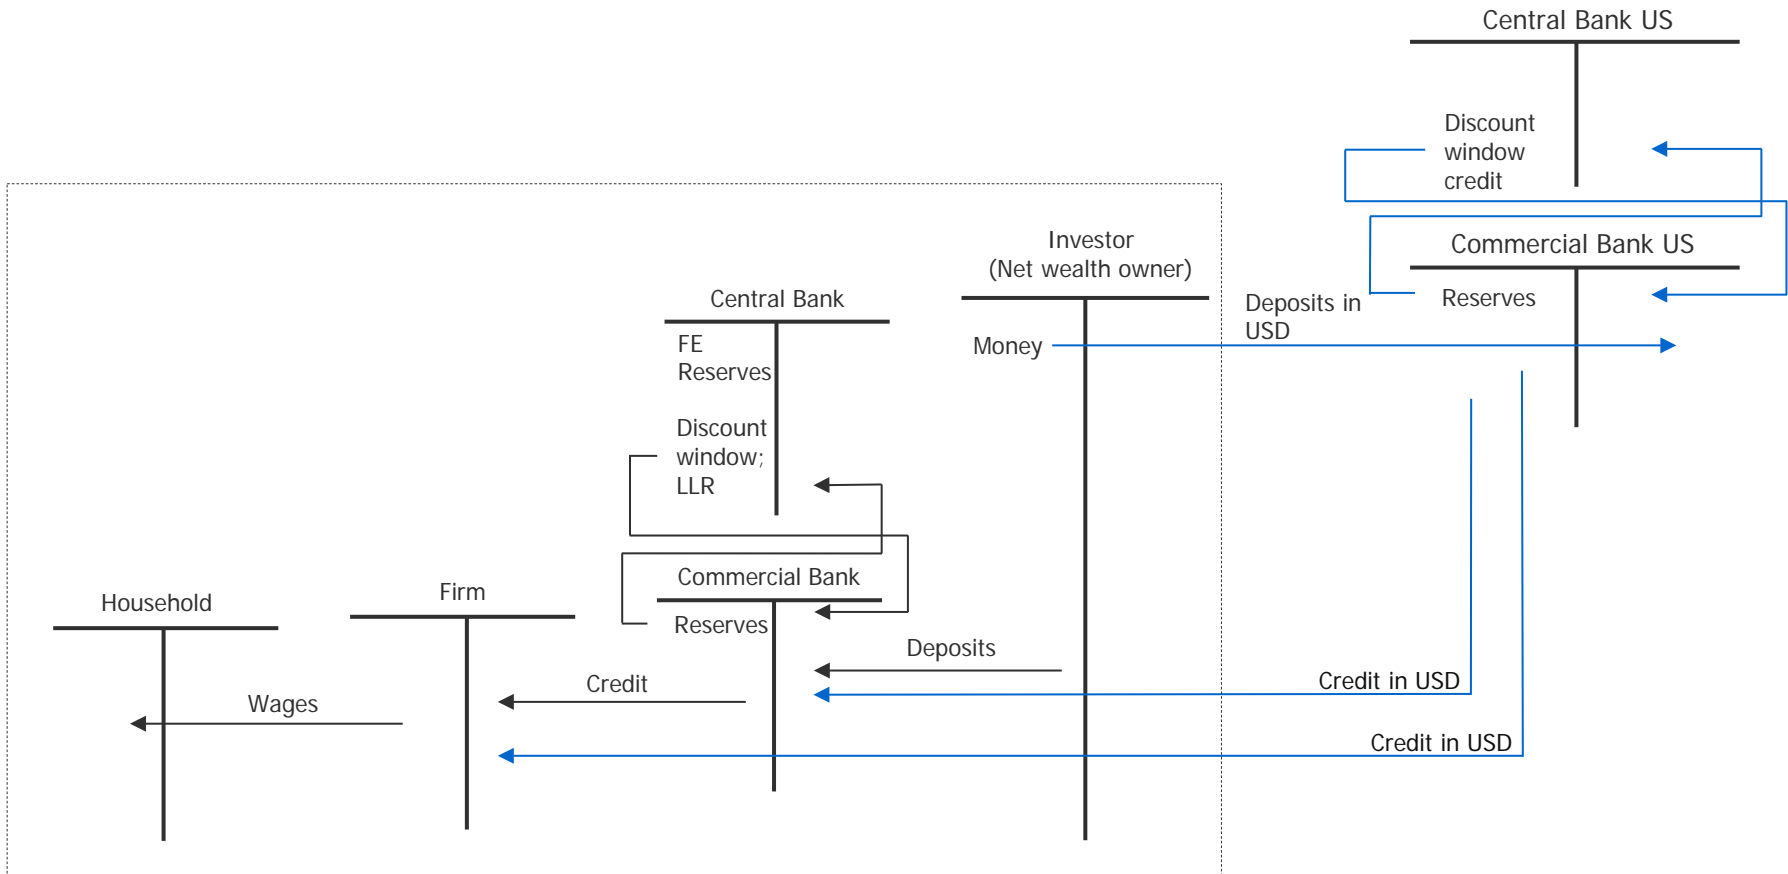 Central Bank US
Discount
window
credit
Commercial Bank US
Reserves
Investor
(Net wealth owner)
Money
Deposits in
USD
Central Bank
FE
Reserves
Discount
window;
LLR
Commercial Bank
Reserves
Household
Firm
Deposits
Credit
Wages
Credit in USD
Credit in USD